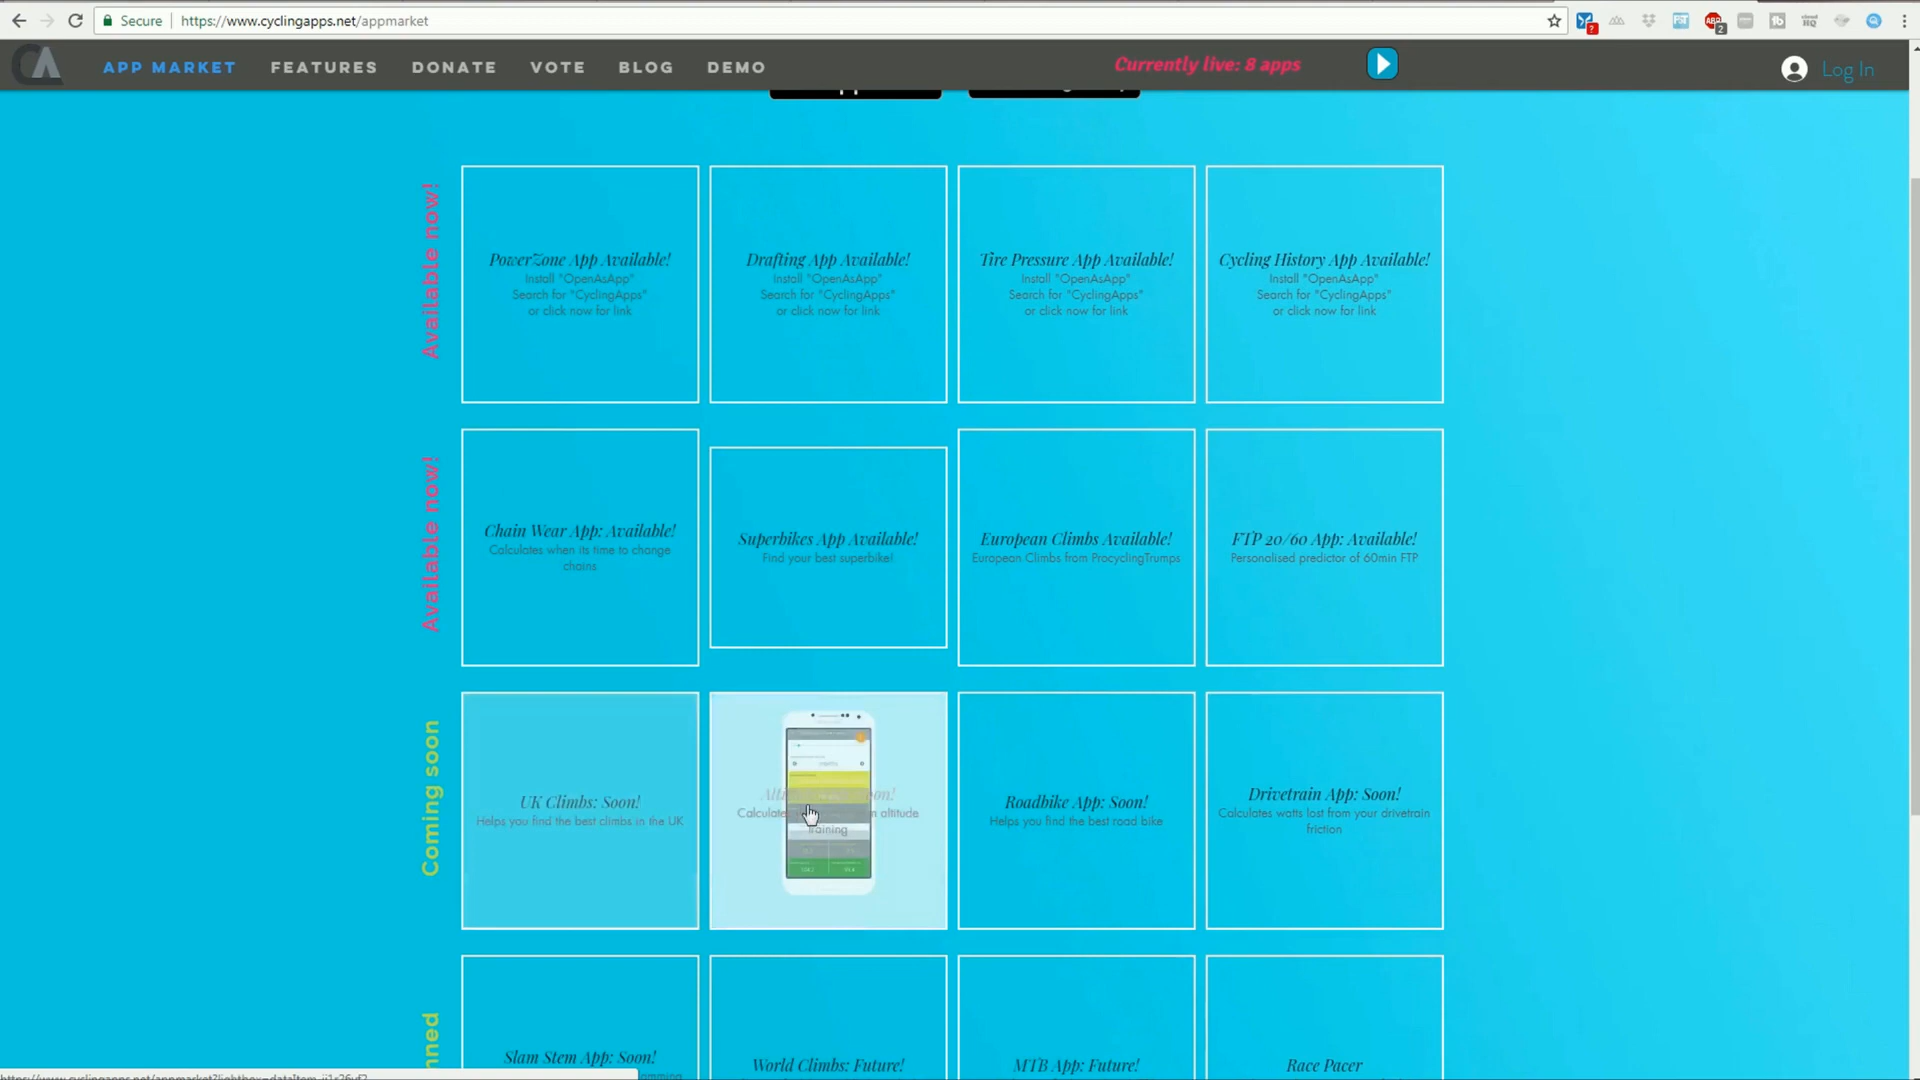 Secure
https://www.cyclingapps.net/appmarket
APP MARKET FEATURES DONATE VOTE BLOG DEMO
Currently live: 8 apps
Log In
Available now!
PowerZone App Available!
Install "OpenAsApp"
Search for "CyclingApps"
or click now for link
Drafting App Available!
Install "OpenAsApp"
Search for "CyclingApps"
or click now for link
Tire Pressure App Available!
Install "OpenAsApp"
Search for "CyclingApps"
or click now for link
Cycling History App Available!
Install "OpenAsApp"
Search for "CyclingApps"
or click now for link
Available now!
Chain Wear App: Available!
Calculates when its time to change
chains
Superbikes App Available!
Find your best superbike!
European Climbs Available!
European Climbs from ProcyclingTrumps
FTP 20/60 App: Available!
Personalised predictor of 60min FTP
Coming soon
UK Climbs: Soon!
Helps you find the best climbs in the UK
altitude
training
Roadbike App: Soon!
Helps you find the best road bike
Drivetrain App: Soon!
Calculates watts lost from your drivetrain
friction
Slam Stem App: Soon!
World Climbs: Future!
MTB App: Future!
Race Pacer